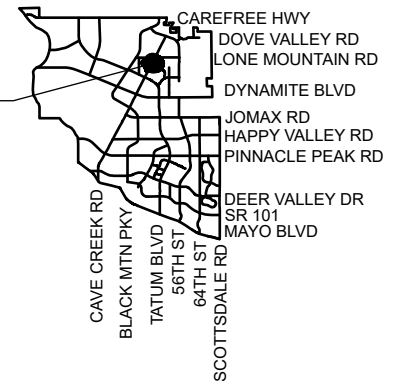 CAREFREE HWY
DOVE VALLEY RD
LONE MOUNTAIN RD
DYNAMITE BLVD
JOMAX RD
HAPPY VALLEY RD
PINNACLE PEAK RD
DEER VALLEY DR
SR 101
MAYO BLVD
CAVE CREEK RD
BLACK MTN PKY
TATUM BLVD
56TH ST
64TH ST
SCOTTSDALE RD